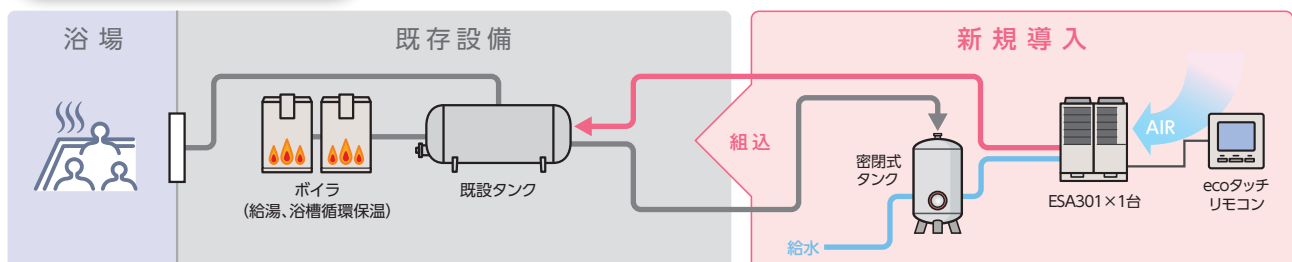 浴場
既存設備
新規導入
組込
AIR
密閉式
タンク
ボイラ
(給湯、浴槽循環保温)
既設タンク
ESA301×1台
ecoタッチ
リモコン
給水